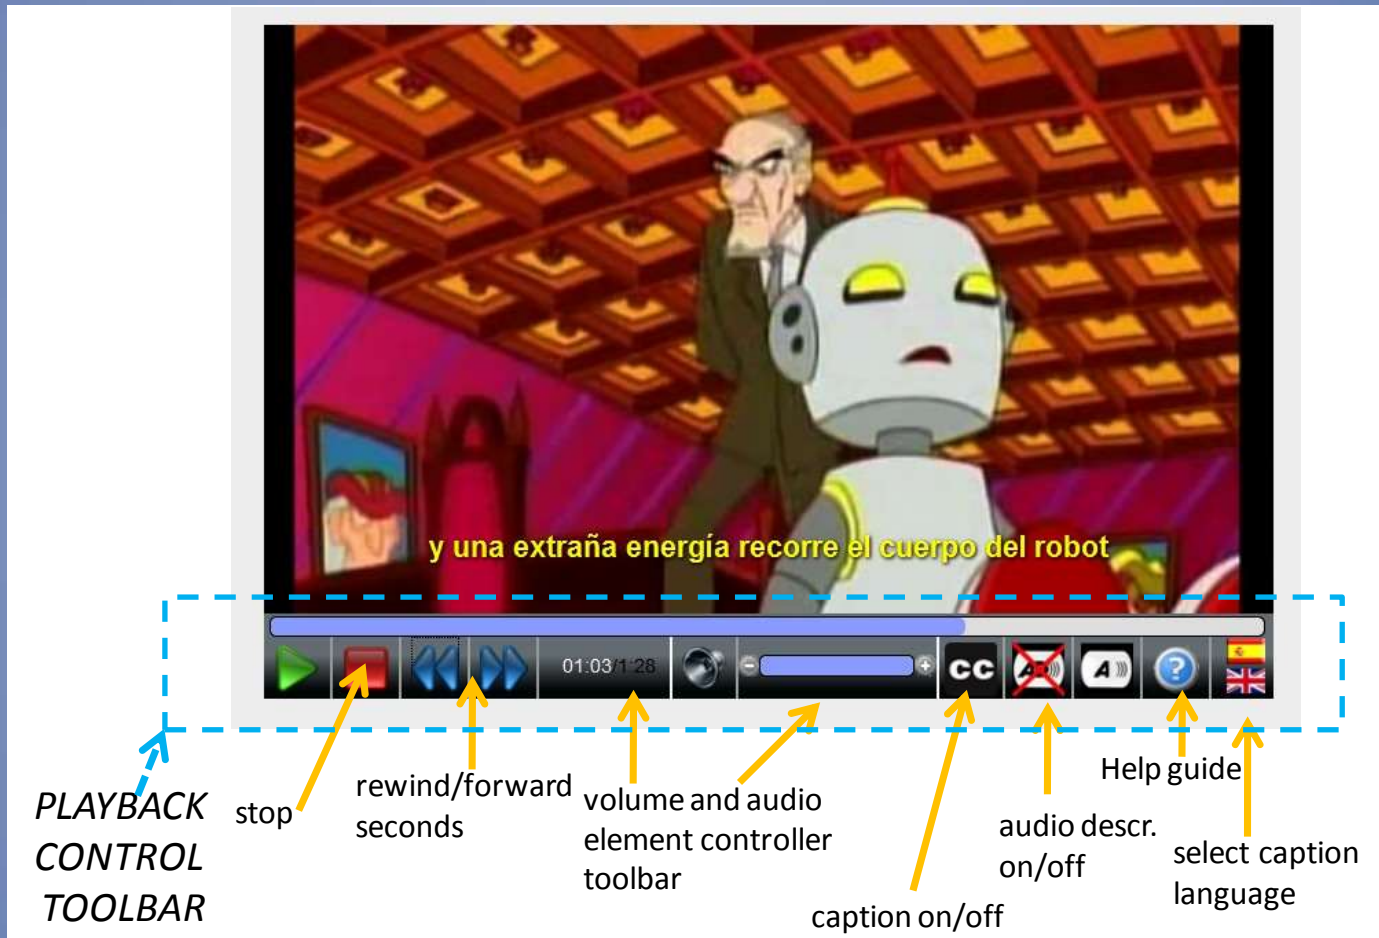 y una extraña energía recorre el cuerpo del robot
01:03/1:28
CC
A
A
?
PLAYBACK
CONTROL
TOOLBAR
stop
rewind/forward
seconds
volume and audio
element controller
toolbar
caption on/off
audio descr.
on/off
Help guide
select caption
language